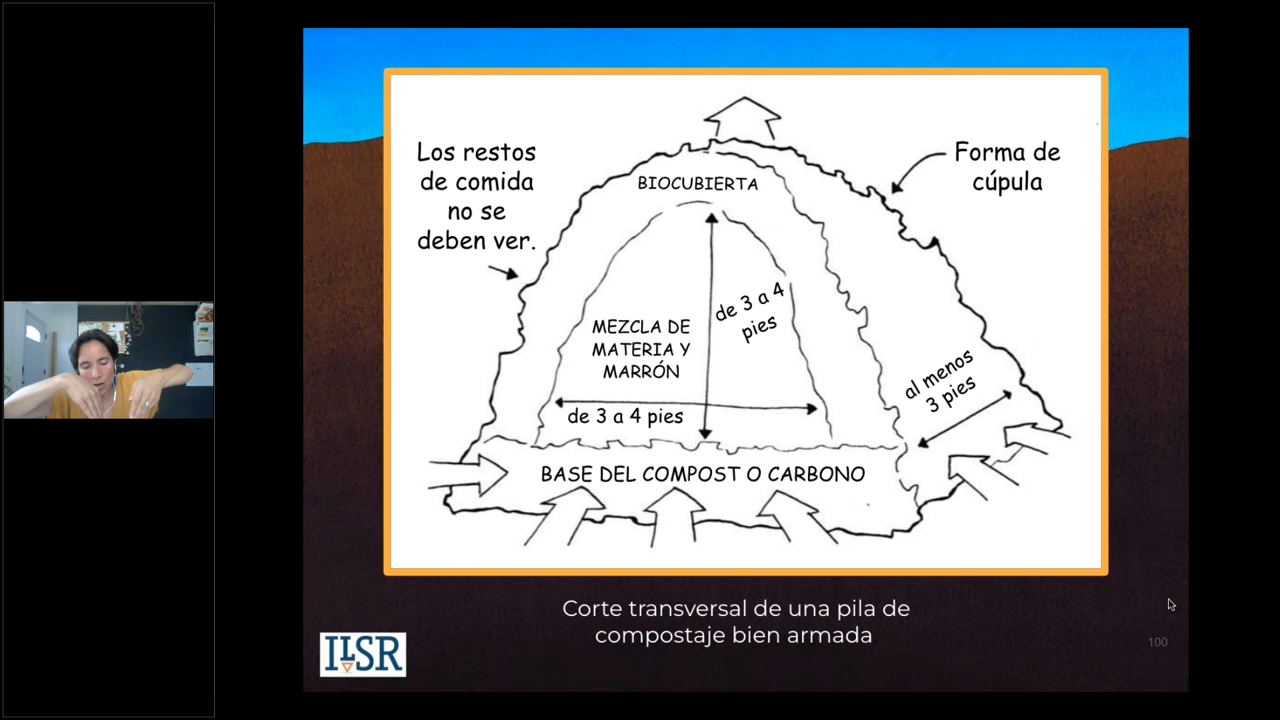 Los restos
de comida
no se
deben ver.
BIOCUBIERTA
Forma de
cúpula
de 3 a 4
pies
MEZCLA DE
MATERIA Y
MARRÓN
de 3 a 4 pies
al menos
3 pies
BASE DEL COMPOST O CARBONO
Corte transversal de una pila de
compostaje bien armada
ILSR
100